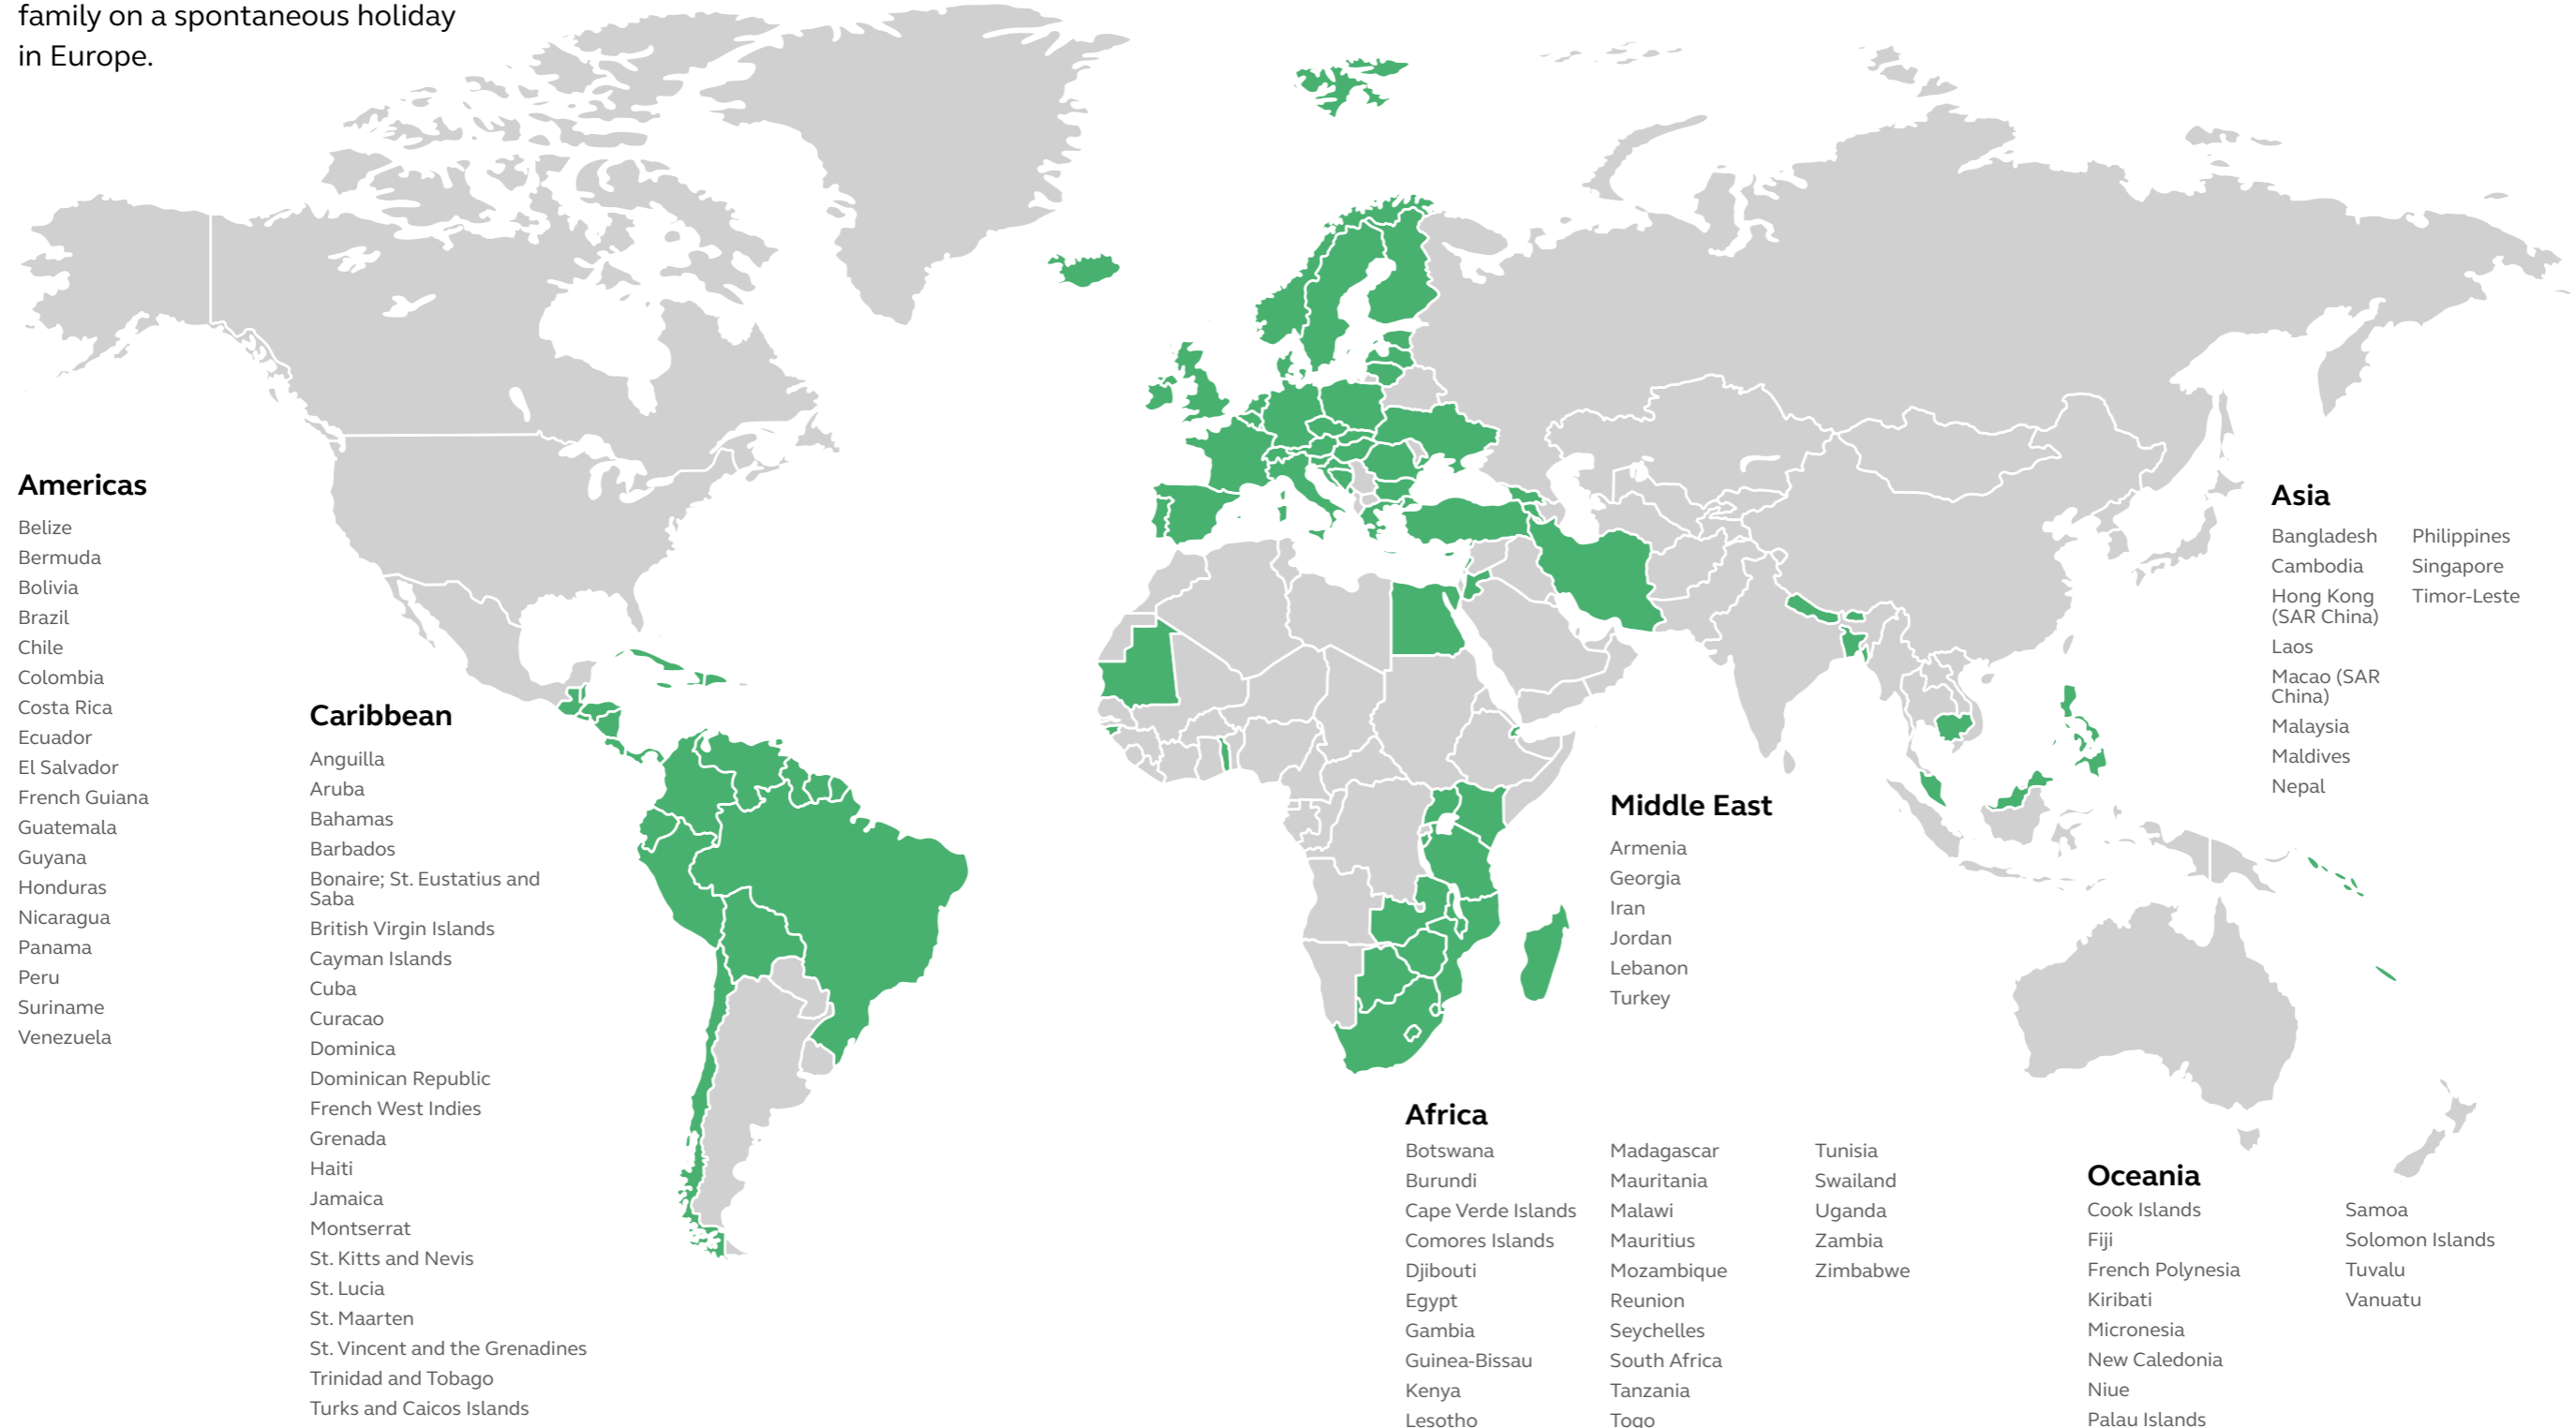 family on a spontaneous holiday
in Europe.
Americas
Belize
Bermuda
Bolivia
Brazil
Chile
Colombia
Costa Rica
Ecuador
El Salvador
French Guiana
Guatemala
Guyana
Honduras
Nicaragua
Panama
Peru
Suriname
Venezuela
Caribbean
Anguilla
Aruba
Bahamas
Barbados
Bonaire; St. Eustatius and
Saba
British Virgin Islands
Cayman Islands
Cuba
Curacao
Dominica
Dominican Republic
French West Indies
Grenada
Haiti
Jamaica
Montserrat
St. Kitts and Nevis
St. Lucia
St. Maarten
St. Vincent and the Grenadines
Trinidad and Tobago
Turks and Caicos Islands
Middle East
Armenia
Georgia
Iran
Jordan
Lebanon
Turkey
Africa
Botswana
Burundi
Cape Verde Islands
Comores Islands
Djibouti
Egypt
Gambia
Guinea-Bissau
Kenya
Lesotho
Madagascar
Mauritania
Malawi
Mauritius
Mozambique
Reunion
Seychelles
South Africa
Tanzania
Togo
Tunisia
Swailand
Uganda
Zambia
Zimbabwe
Asia
Bangladesh
Cambodia
Hong Kong
(SAR China)
Laos
Macao (SAR
China)
Malaysia
Maldives
Nepal
Philippines
Singapore
Timor-Leste
Oceania
Cook Islands
Fiji
French Polynesia
Kiribati
Micronesia
New Caledonia
Niue
Palau Islands
Samoa
Solomon Islands
Tuvalu
Vanuatu